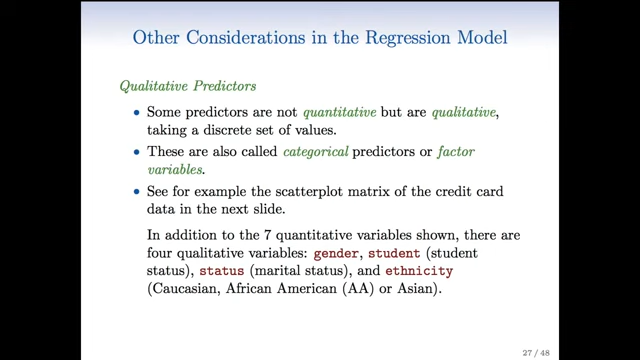 Other Considerations in the Regression Model
Qualitative Predictors
• Some predictors are not quantitative but are qualitative,
taking a discrete set of values.
• These are also called categorical predictors or factor
variables.
• See for example the scatterplot matrix of the credit card
data in the next slide.
In addition to the 7 quantitative variables shown, there are
four qualitative variables: gender, student (student
status), status (marital status), and ethnicity
(Caucasian, African American (AA) or Asian).
27 / 48